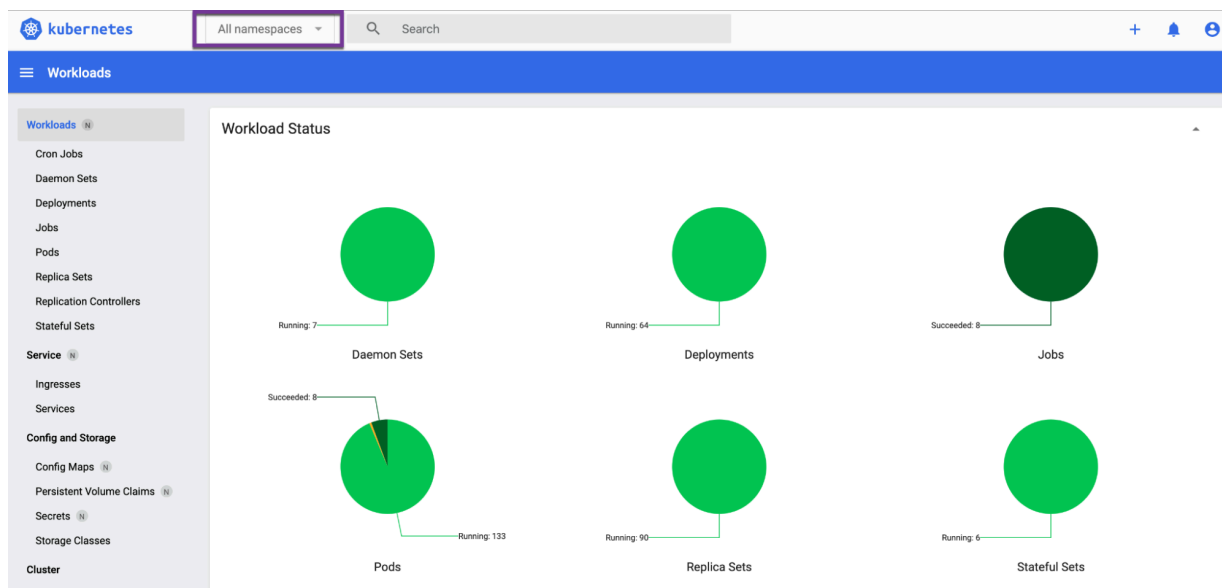 kubernetes
All namespaces
Search
Workloads
Workloads N
Cron Jobs
Daemon Sets
Deployments
Jobs
Pods
Replica Sets
Replication Controllers
Stateful Sets
Service N
Ingresses
Services
Config and Storage
Config Maps N
Persistent Volume Claims N
Secrets N
Storage Classes
Cluster
Workload Status
Running: 7
Daemon Sets
Running: 64
Deployments
Succeeded: 8
Jobs
Succeeded: 8
Running: 133
Pods
Running: 90
Replica Sets
Running: 6
Stateful Sets